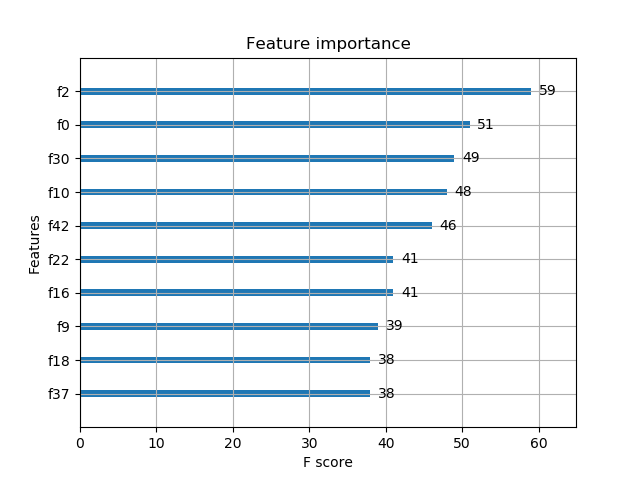 Feature importance
Features
f2 59
f0 51
f30 49
f10 48
f42 46
f22 41
f16 41
f9 39
f18 38
f37 38
0 10 20 30 40 50 60
F score